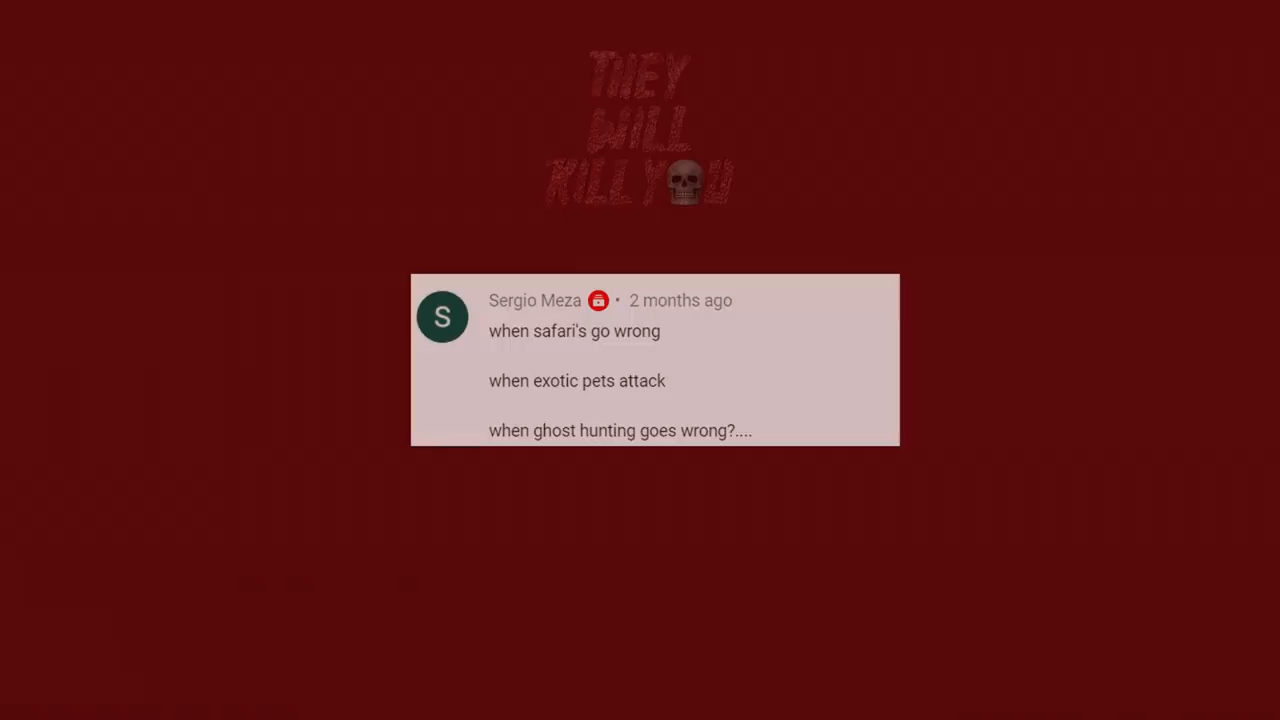 THEY
WILL
KILL Y💀U
S
Sergio Meza • 2 months ago
when safari's go wrong
when exotic pets attack
when ghost hunting goes wrong?....